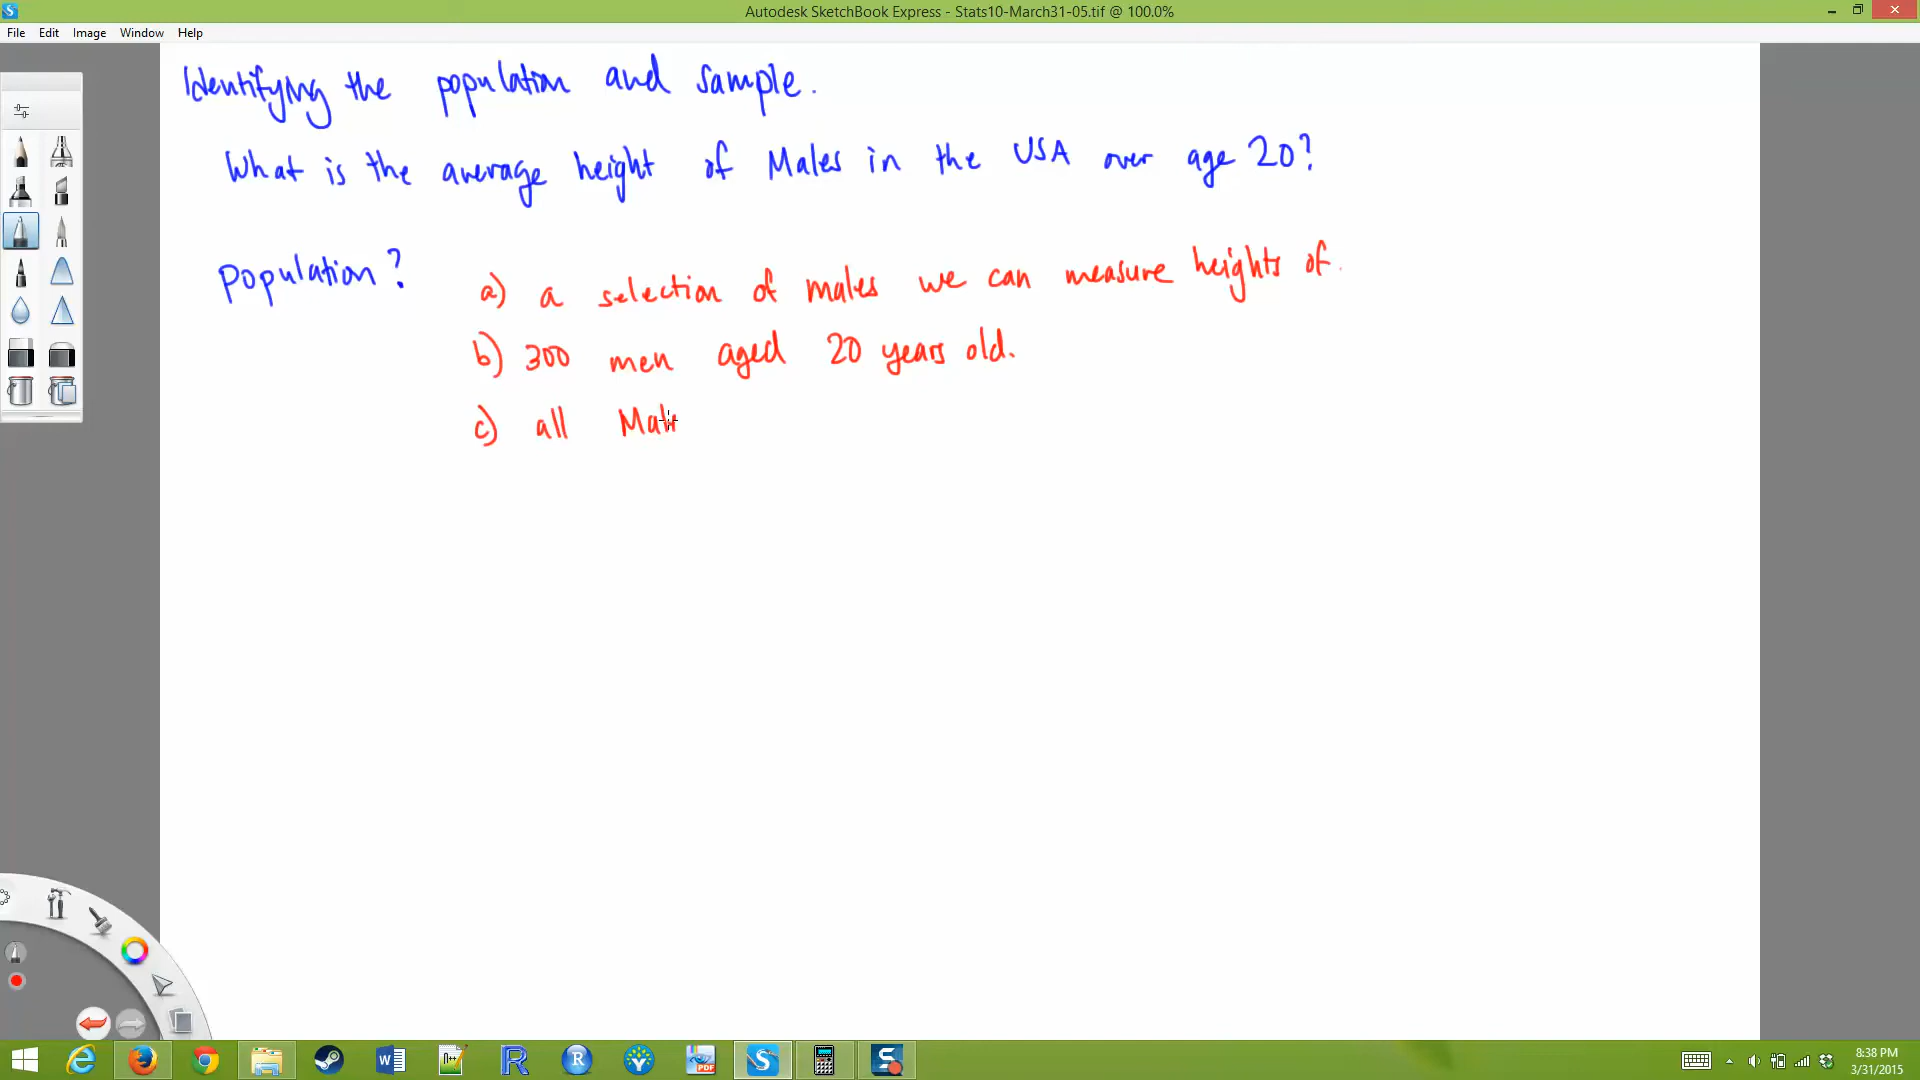 Autodesk SketchBook Express - Stats10-March31-05.tif @ 100.0%
File Edit Image Window Help
Identifying the population and sample.
What is the average height of Males in the USA over age 20?
Population?
a) a selection of males we can measure heights of.
b) 300 men aged 20 years old.
c) all Male
8:38 PM
3/31/2015